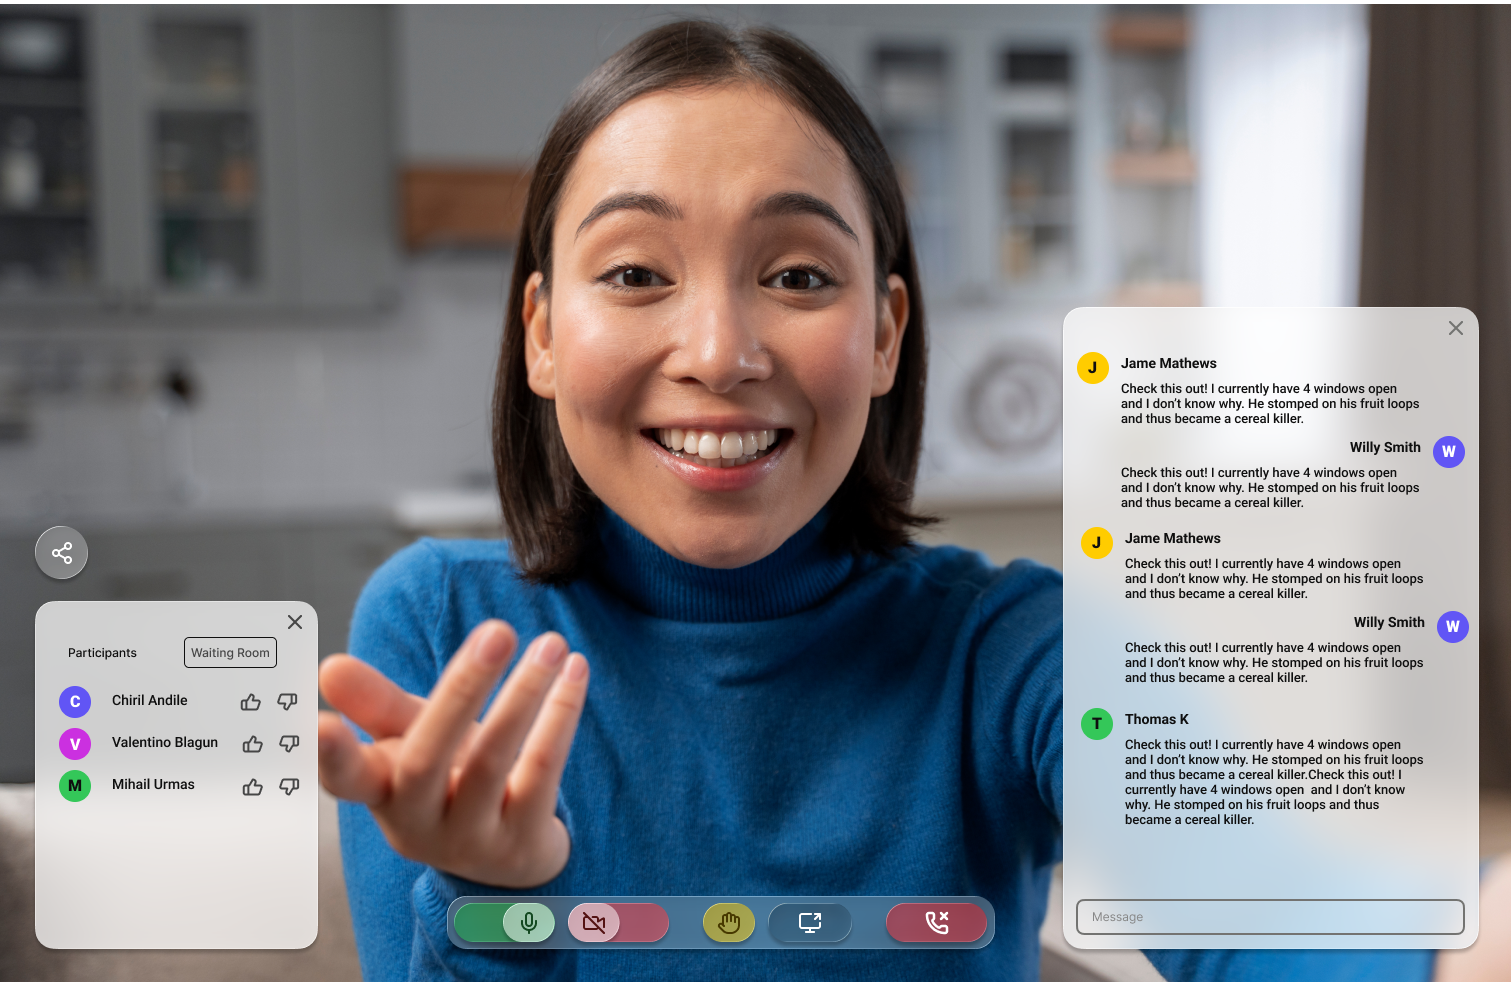 J
Jame Mathews
Check this out! I currently have 4 windows open
and I don’t know why. He stomped on his fruit loops
and thus became a cereal killer.
Willy Smith
W
Check this out! I currently have 4 windows open
and I don’t know why. He stomped on his fruit loops
and thus became a cereal killer.
J
Jame Mathews
Check this out! I currently have 4 windows open
and I don’t know why. He stomped on his fruit loops
and thus became a cereal killer.
Willy Smith
W
Check this out! I currently have 4 windows open
and I don’t know why. He stomped on his fruit loops
and thus became a cereal killer.
T
Thomas K
Check this out! I currently have 4 windows open
and I don’t know why. He stomped on his fruit loops
and thus became a cereal killer.Check this out! I
currently have 4 windows open  and I don’t know
why. He stomped on his fruit loops and thus
became a cereal killer.
Message
Participants
Waiting Room
C
Chiril Andile
V
Valentino Blagun
M
Mihail Urmas